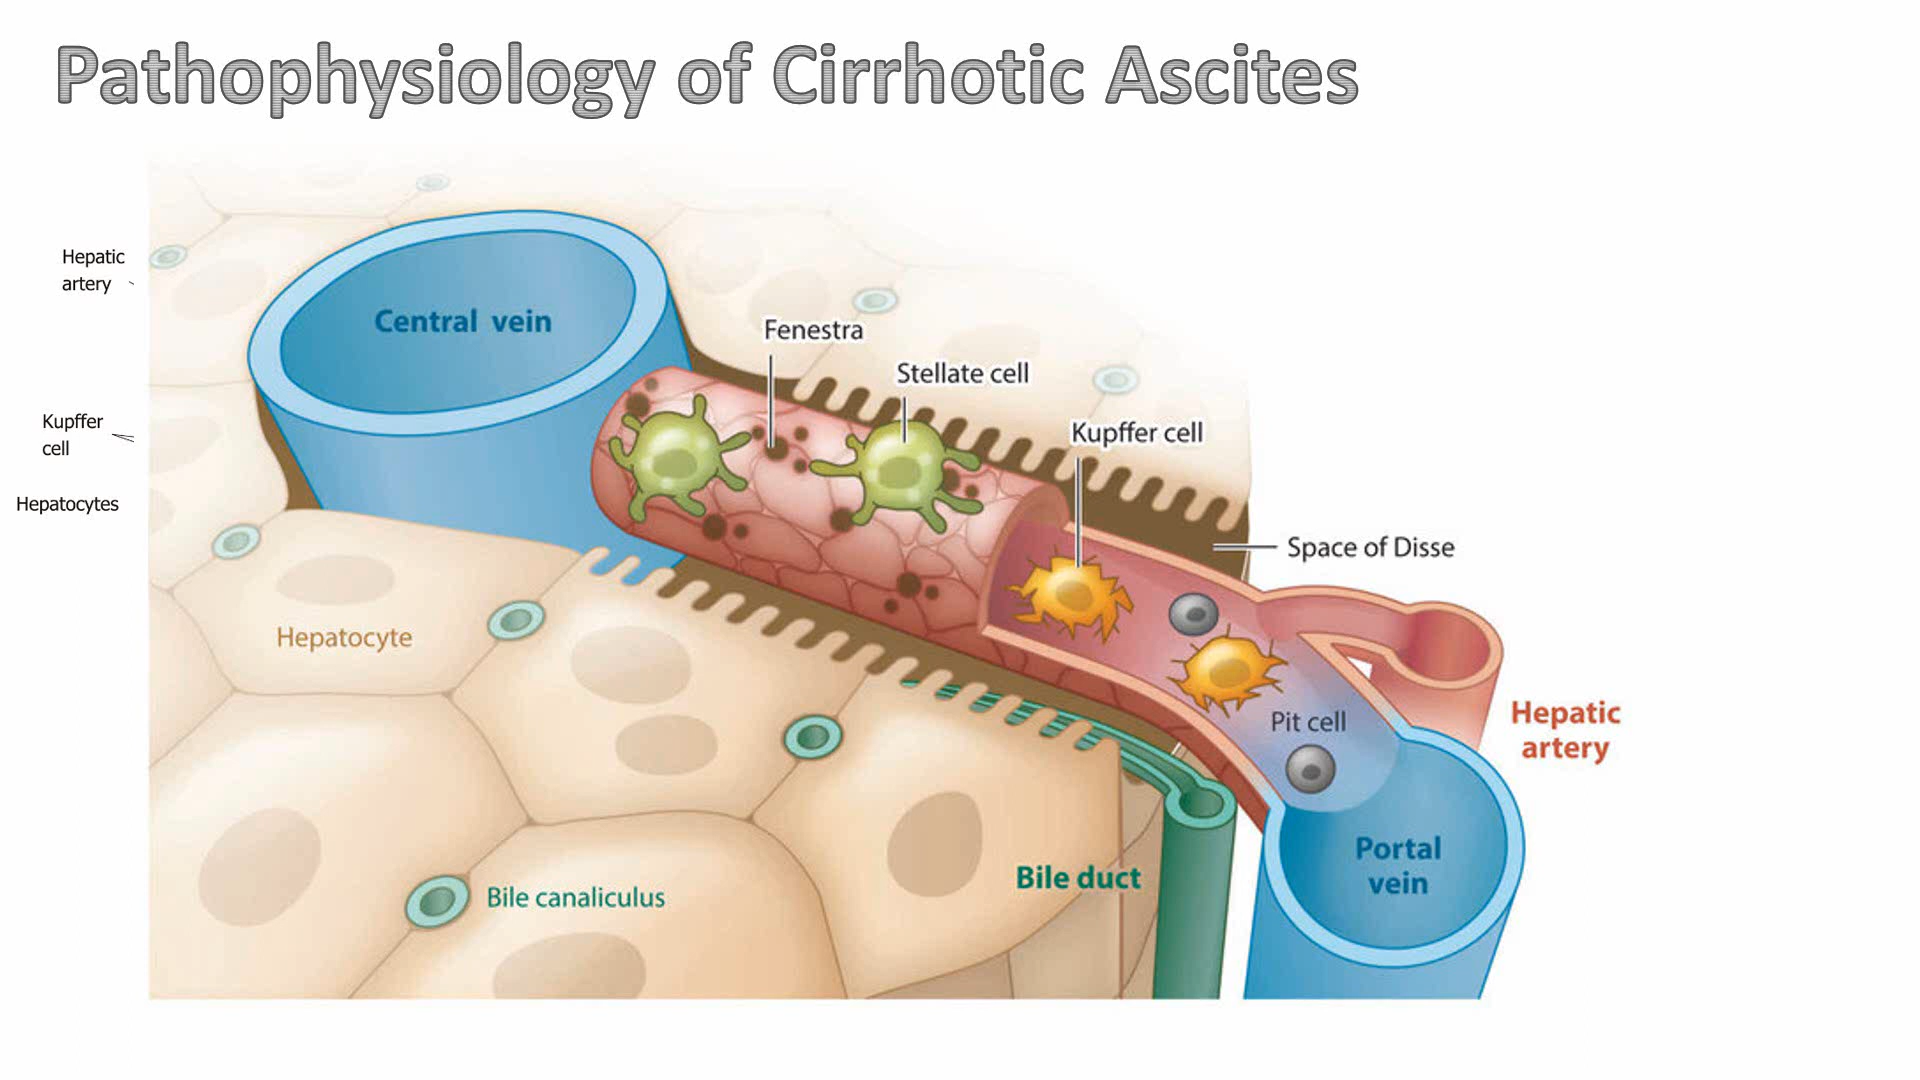 Pathophysiology of Cirrhotic Ascites
Hepatic
artery
Kupffer
cell
Hepatocytes
Central vein
Fenestra
Stellate cell
Kupffer cell
Space of Disse
Hepatocyte
Pit cell
Hepatic
artery
Portal
vein
Bile duct
Bile canaliculus